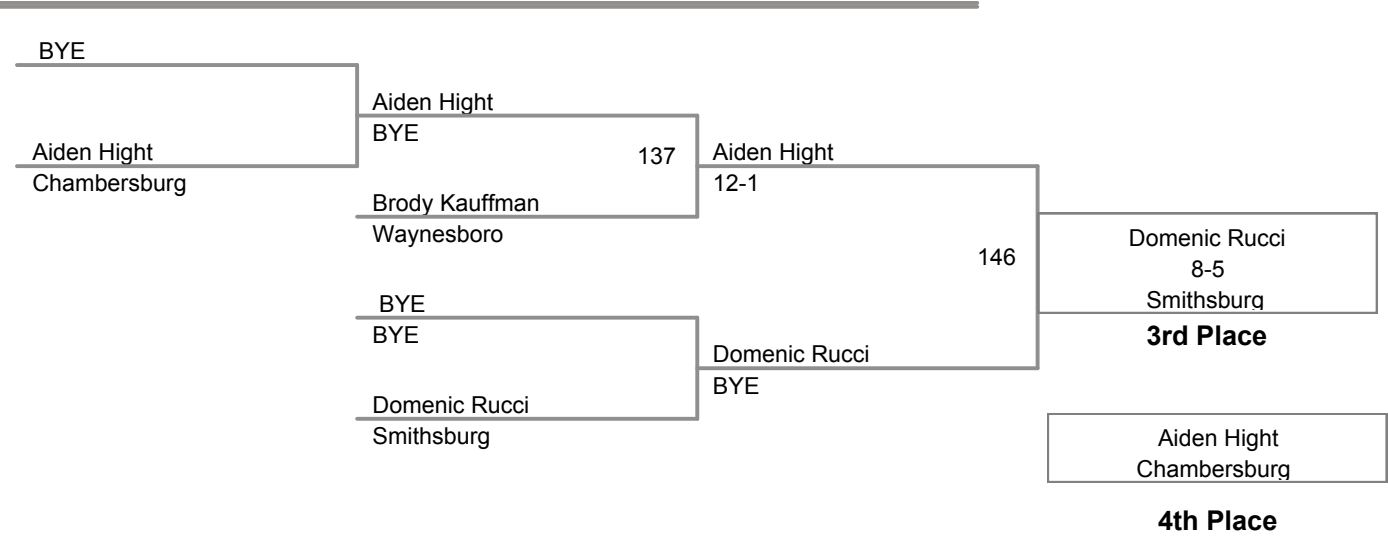 BYE
Aiden Hight
BYE
Aiden Hight
Chambersburg
137
Aiden Hight
12-1
Brody Kauffman
Waynesboro
146
Domenic Rucci
8-5
Smithsburg
3rd Place
BYE
BYE
Domenic Rucci
BYE
Domenic Rucci
Smithsburg
Aiden Hight
Chambersburg
4th Place